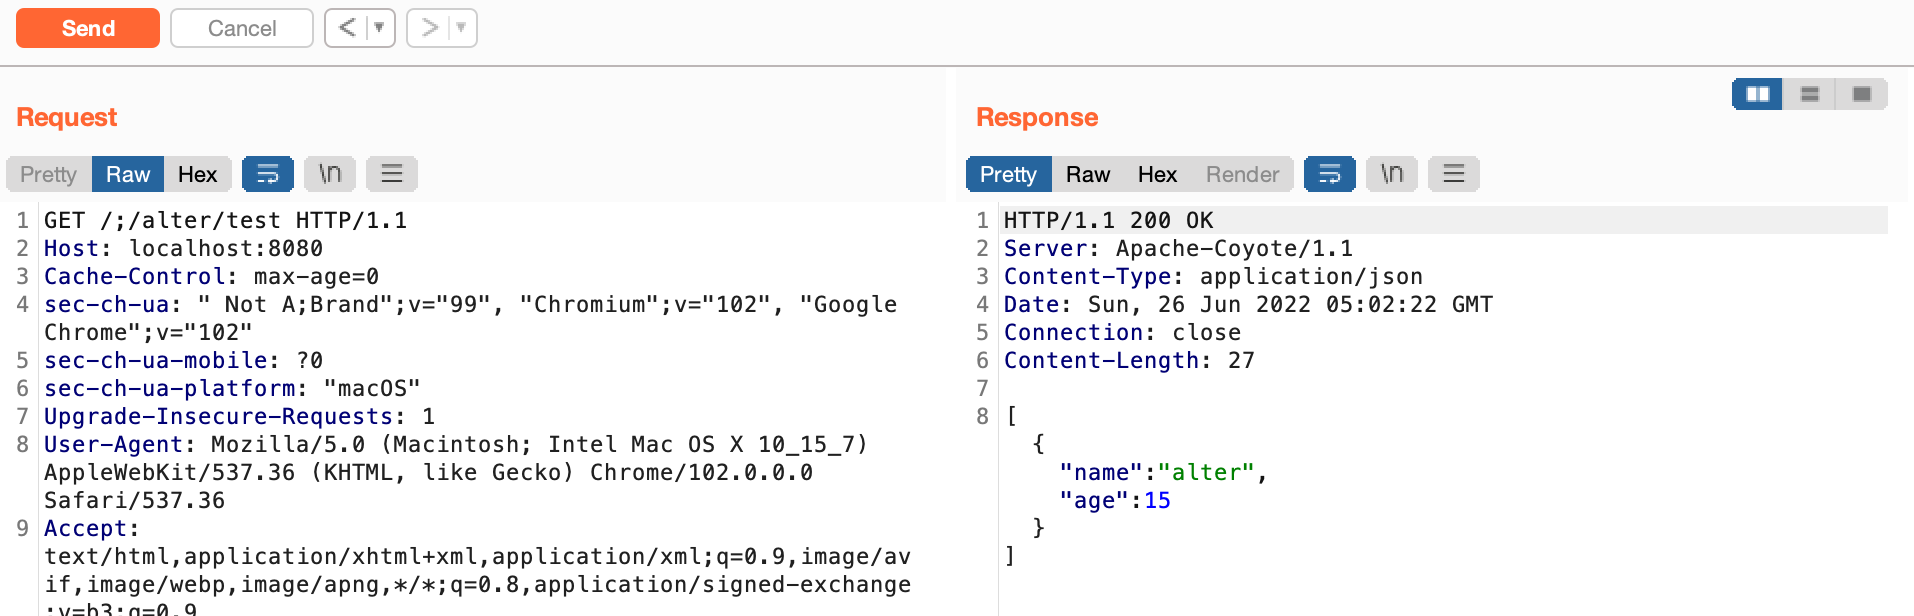 Send Cancel < >
Request
Response
Pretty Raw Hex \n
Pretty Raw Hex Render \n
1 GET /;/alter/test HTTP/1.1
2 Host: localhost:8080
3 Cache-Control: max-age=0
4 sec-ch-ua: " Not A;Brand";v="99", "Chromium";v="102", "Google
Chrome";v="102"
5 sec-ch-ua-mobile: ?0
6 sec-ch-ua-platform: "macOS"
7 Upgrade-Insecure-Requests: 1
8 User-Agent: Mozilla/5.0 (Macintosh; Intel Mac OS X 10_15_7)
AppleWebKit/537.36 (KHTML, like Gecko) Chrome/102.0.0.0
Safari/537.36
9 Accept:
text/html,application/xhtml+xml,application/xml;q=0.9,image/av
if,image/webp,image/apng,*/*;q=0.8,application/signed-exchange
;v=b3;q=0.9
1 HTTP/1.1 200 OK
2 Server: Apache-Coyote/1.1
3 Content-Type: application/json
4 Date: Sun, 26 Jun 2022 05:02:22 GMT
5 Connection: close
6 Content-Length: 27
7
8 [
{
"name":"alter",
"age":15
}
]